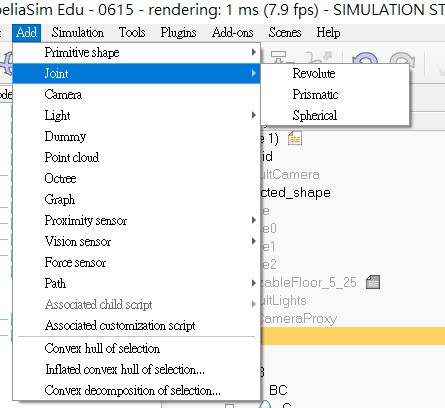 eliaSim Edu - 0615 - rendering: 1 ms (7.9 fps) - SIMULATION ST
Add Simulation Tools Plugins Add-ons Scenes Help
Primitive shape
Joint
Revolute
Camera
Prismatic
Light
Spherical
Dummy
e 1)
Point cloud
id
Octree
ultCamera
Graph
cted_shape
Proximity sensor
e
Vision sensor
e0
e1
Force sensor
e2
Path
zableFloor_5_25
Associated child script
ultLights
Associated customization script
CameraProxy
Convex hull of selection
Inflated convex hull of selection...
3
Convex decomposition of selection...
BC